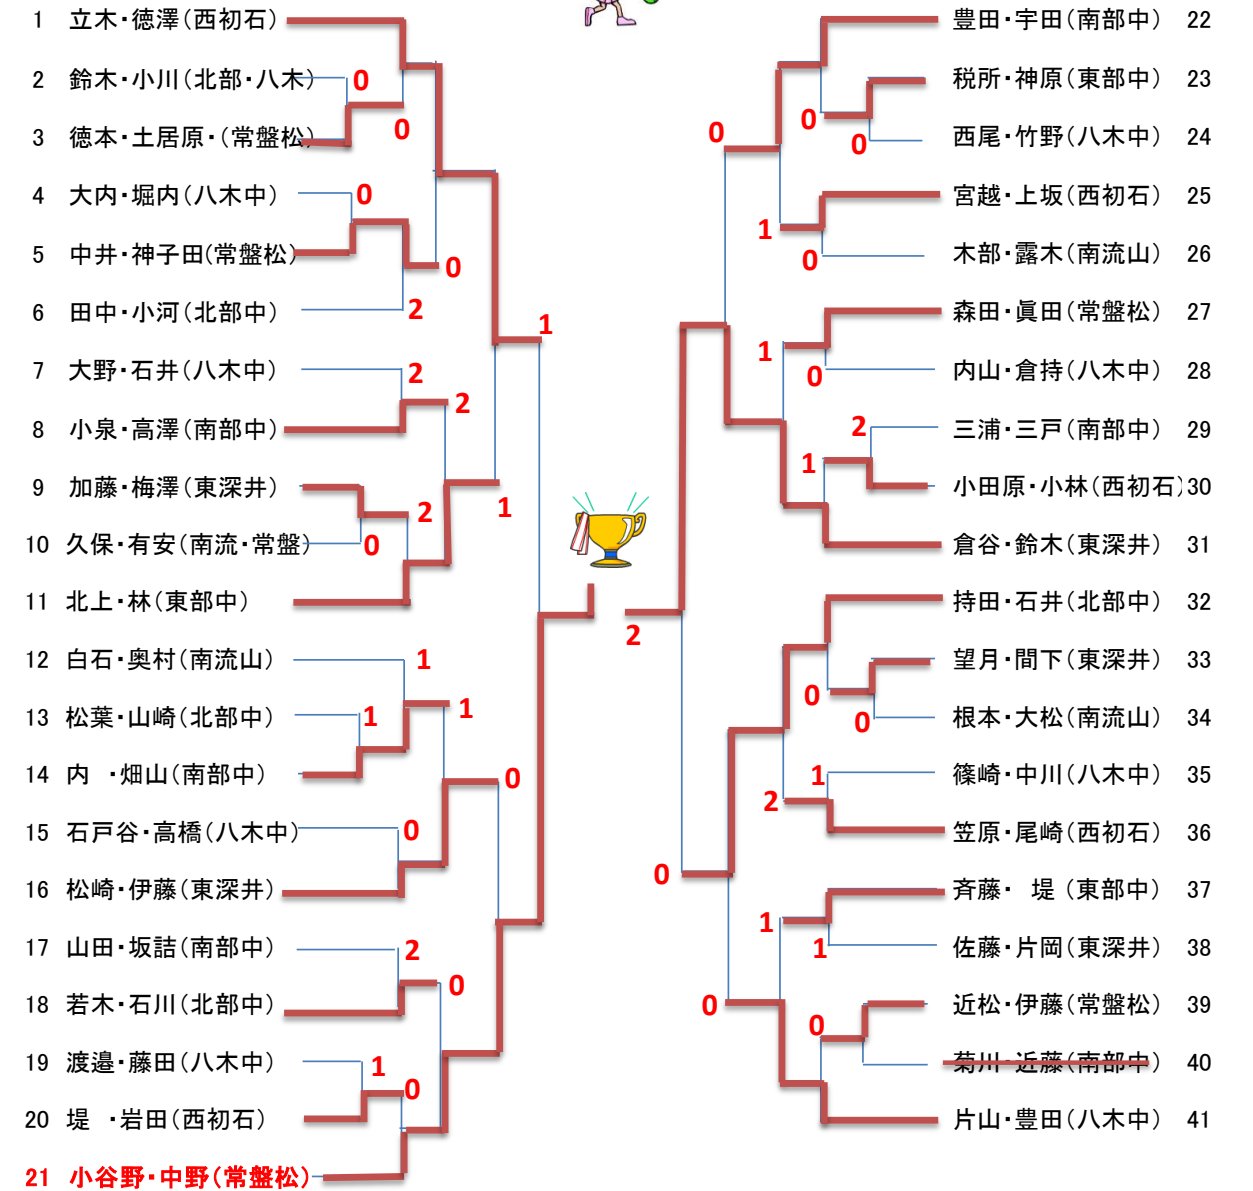 1 立木・徳澤(西初石)
2 鈴木・小川(北部・八木)
0
3 徳本・土居原・(常盤松)
0
4 大内・堀内(八木中)
0
5 中井・神子田(常盤松)
0
6 田中・小河(北部中)
2
1
7 大野・石井(八木中)
2
2
8 小泉・高澤(南部中)
9 加藤・梅澤(東深井)
2
1
10 久保・有安(南流・常盤)
0
11 北上・林(東部中)
12 白石・奥村(南流山)
1
1
13 松葉・山崎(北部中)
1
14 内 ・畑山(南部中)
0
15 石戸谷・高橋(八木中)
0
16 松崎・伊藤(東深井)
17 山田・坂詰(南部中)
2
0
18 若木・石川(北部中)
19 渡邉・藤田(八木中)
1
0
20 堤 ・岩田(西初石)
21 小谷野・中野(常盤松)
豊田・宇田(南部中) 22
税所・神原(東部中) 23
0
0
西尾・竹野(八木中) 24
0
宮越・上坂(西初石) 25
1
木部・露木(南流山) 26
0
森田・眞田(常盤松) 27
1
内山・倉持(八木中) 28
0
三浦・三戸(南部中) 29
2
1
小田原・小林(西初石) 30
倉谷・鈴木(東深井) 31
持田・石井(北部中) 32
2
望月・間下(東深井) 33
0
根本・大松(南流山) 34
0
篠崎・中川(八木中) 35
1
2
笠原・尾崎(西初石) 36
0
斉藤・ 堤 (東部中) 37
1
佐藤・片岡(東深井) 38
1
近松・伊藤(常盤松) 39
0
0
菊川・近藤(南部中) 40
片山・豊田(八木中) 41